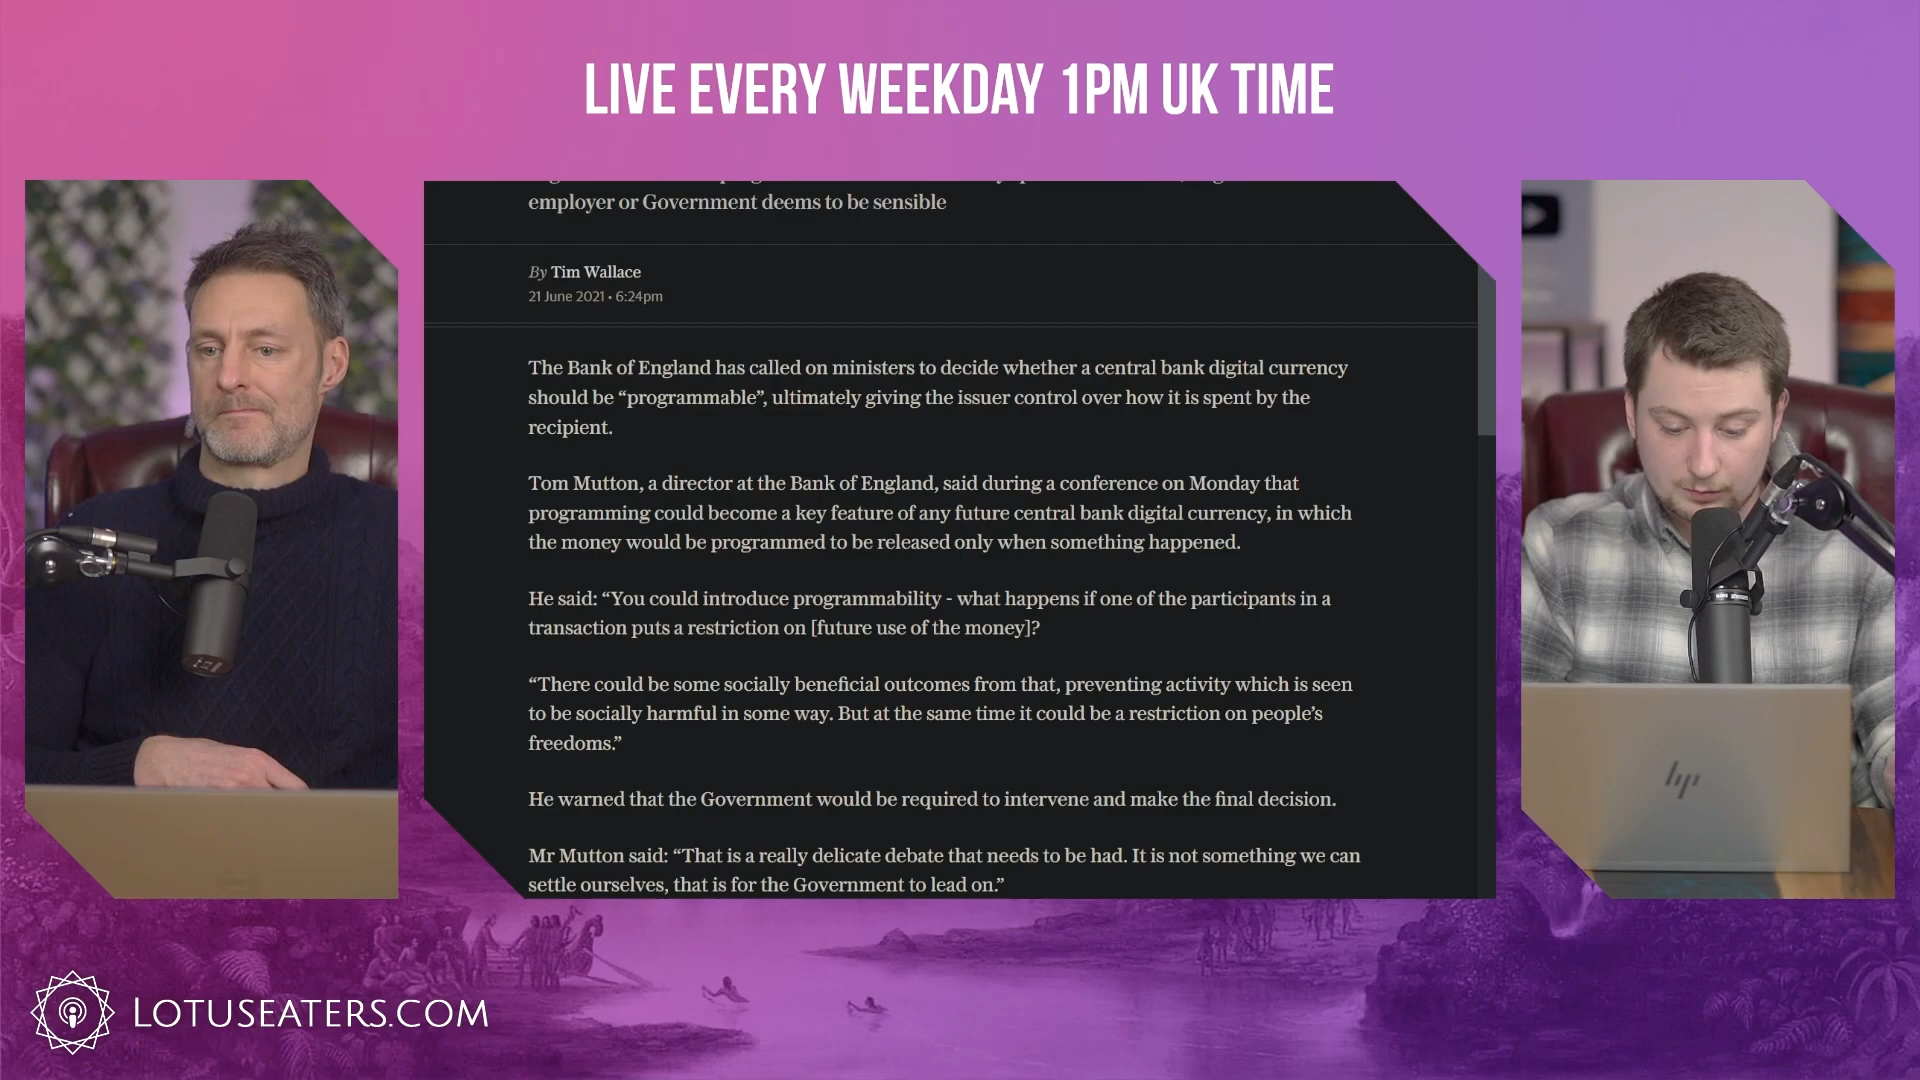 LIVE EVERY WEEKDAY 1PM UK TIME
employer or Government deems to be sensible
By Tim Wallace
21 June 2021 • 6:24pm
The Bank of England has called on ministers to decide whether a central bank digital currency
should be “programmable”, ultimately giving the issuer control over how it is spent by the
recipient.
Tom Mutton, a director at the Bank of England, said during a conference on Monday that
programming could become a key feature of any future central bank digital currency, in which
the money would be programmed to be released only when something happened.
He said: “You could introduce programmability - what happens if one of the participants in a
transaction puts a restriction on [future use of the money]?
“There could be some socially beneficial outcomes from that, preventing activity which is seen
to be socially harmful in some way. But at the same time it could be a restriction on people’s
freedoms.”
He warned that the Government would be required to intervene and make the final decision.
Mr Mutton said: “That is a really delicate debate that needs to be had. It is not something we can
settle ourselves, that is for the Government to lead on.”
hp
LOTUSEATERS.COM